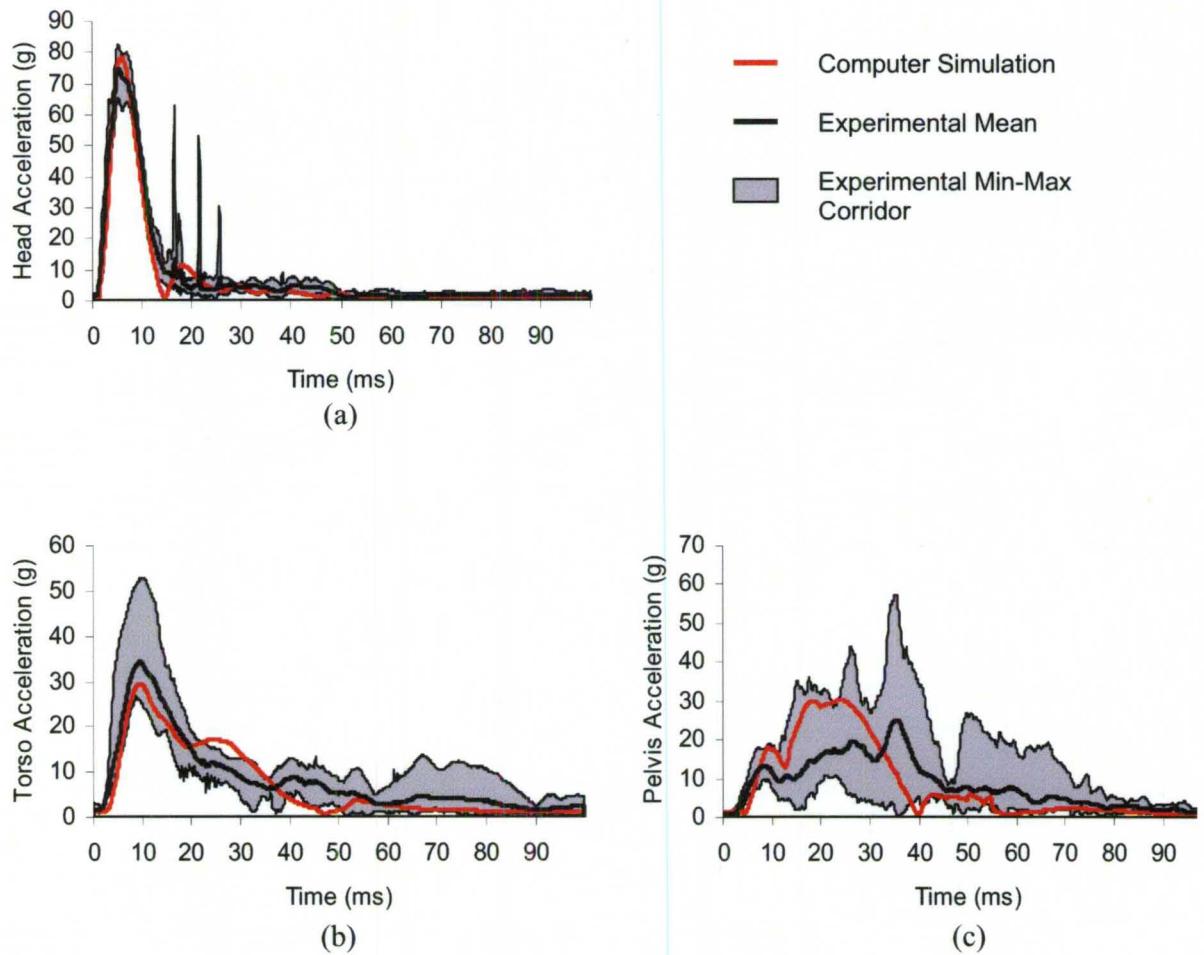 Head Acceleration (g)
90
80
70
60
50
40
30
20
10
0
0 10 20 30 40 50 60 70 80 90
Time (ms)
(a)
Computer Simulation
Experimental Mean
Experimental Min-Max
Corridor
Torso Acceleration (g)
60
50
40
30
20
10
0
0 10 20 30 40 50 60 70 80 90
Time (ms)
(b)
Pelvis Acceleration (g)
70
60
50
40
30
20
10
0
0 10 20 30 40 50 60 70 80 90
Time (ms)
(c)